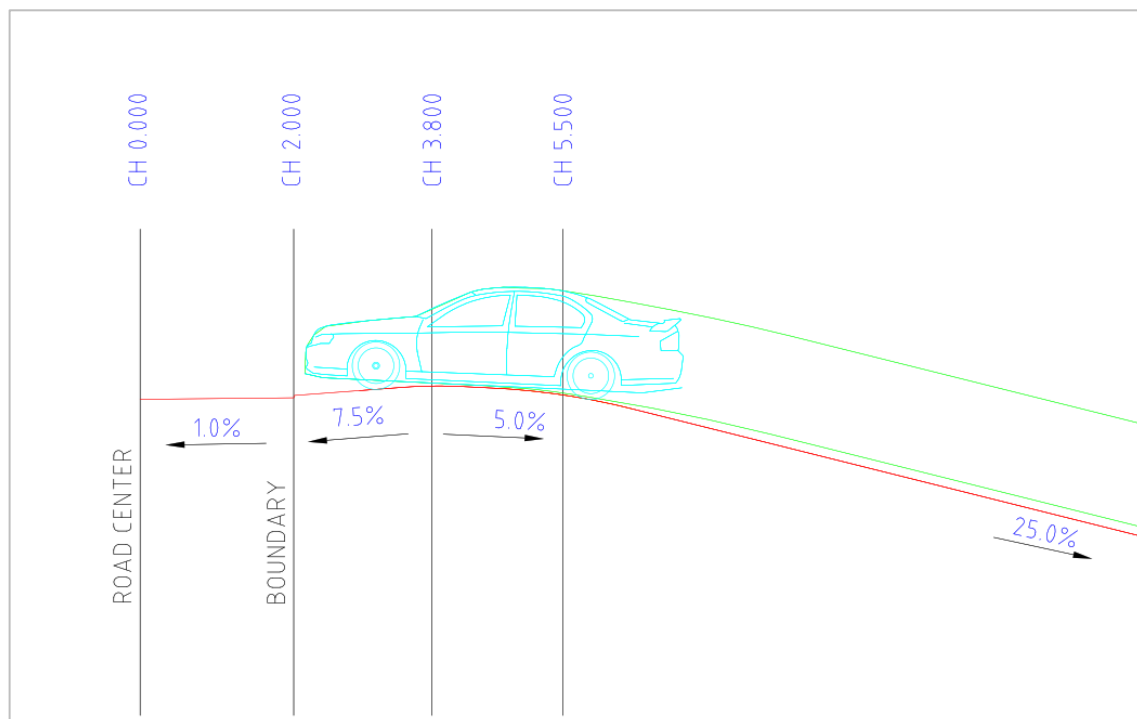 CH 0.000
CH 2.000
CH 3.800
CH 5.500
1.0%
7.5%
5.0%
25.0%
ROAD CENTER
BOUNDARY